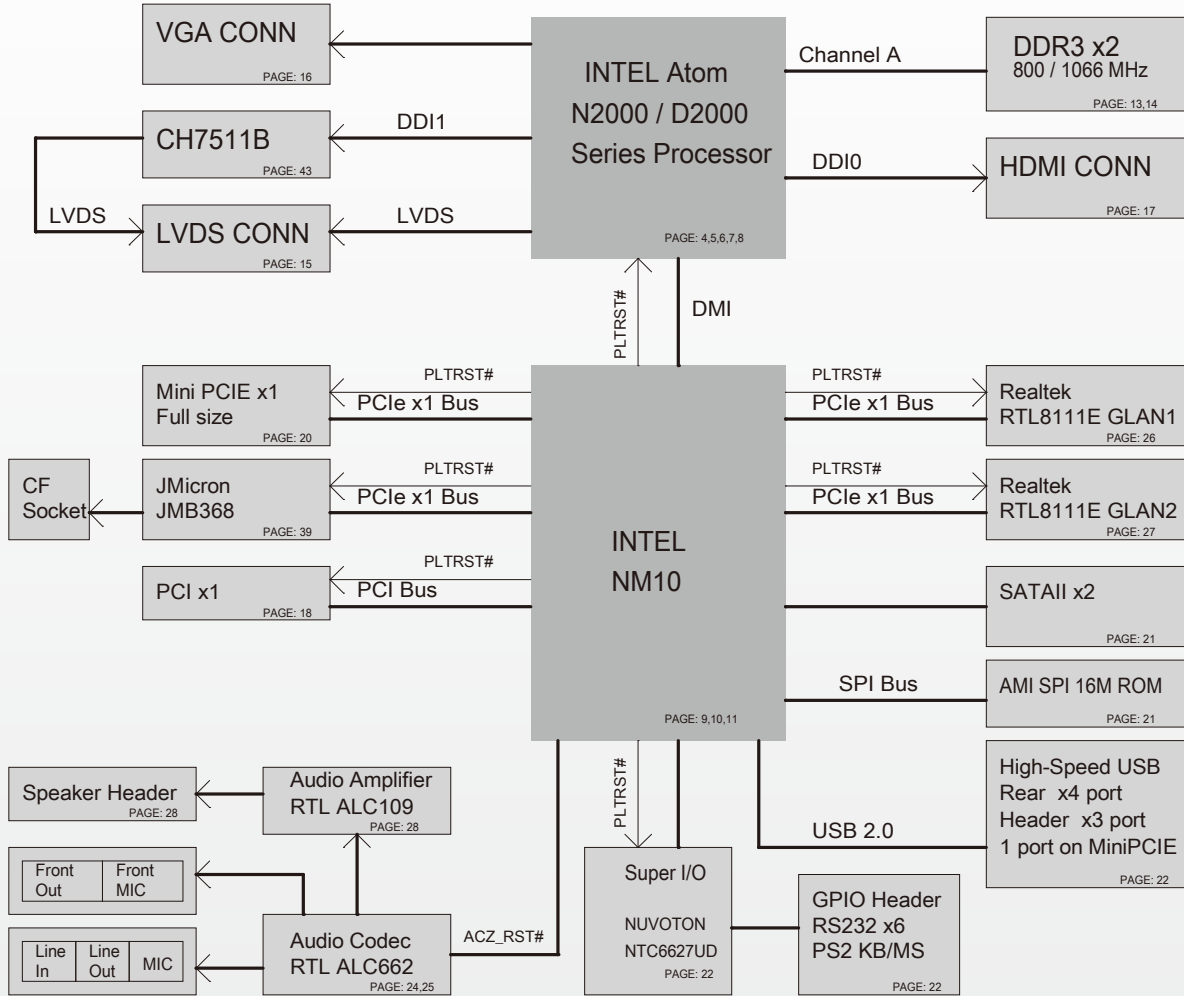 VGA CONN
PAGE: 16
INTEL Atom
N2000 / D2000
Series Processor
PAGE: 4,5,6,7,8
Channel A
DDR3 x2
800 / 1066 MHz
PAGE: 13,14
CH7511B
PAGE: 43
DDI1
DDI0
HDMI CONN
PAGE: 17
LVDS
LVDS CONN
PAGE: 15
LVDS
PLTRST#
DMI
Mini PCIE x1
Full size
PAGE: 20
PLTRST#
PCIe x1 Bus
PLTRST#
PCIe x1 Bus
Realtek
RTL8111E GLAN1
PAGE: 26
CF
Socket
JMicron
JMB368
PAGE: 39
PLTRST#
PCIe x1 Bus
INTEL
NM10
PAGE: 9,10,11
PLTRST#
PCIe x1 Bus
Realtek
RTL8111E GLAN2
PAGE: 27
PCI x1
PAGE: 18
PLTRST#
PCI Bus
SATAII x2
PAGE: 21
SPI Bus
AMI SPI 16M ROM
PAGE: 21
Speaker Header
PAGE: 28
Audio Amplifier
RTL ALC109
PAGE: 28
PLTRST#
USB 2.0
High-Speed USB
Rear x4 port
Header x3 port
1 port on MiniPCIE
PAGE: 22
Front
Out
Front
MIC
Line
In
Line
Out
MIC
Audio Codec
RTL ALC662
PAGE: 24,25
ACZ_RST#
Super I/O
NUVOTON
NTC6627UD
PAGE: 22
GPIO Header
RS232 x6
PS2 KB/MS
PAGE: 22